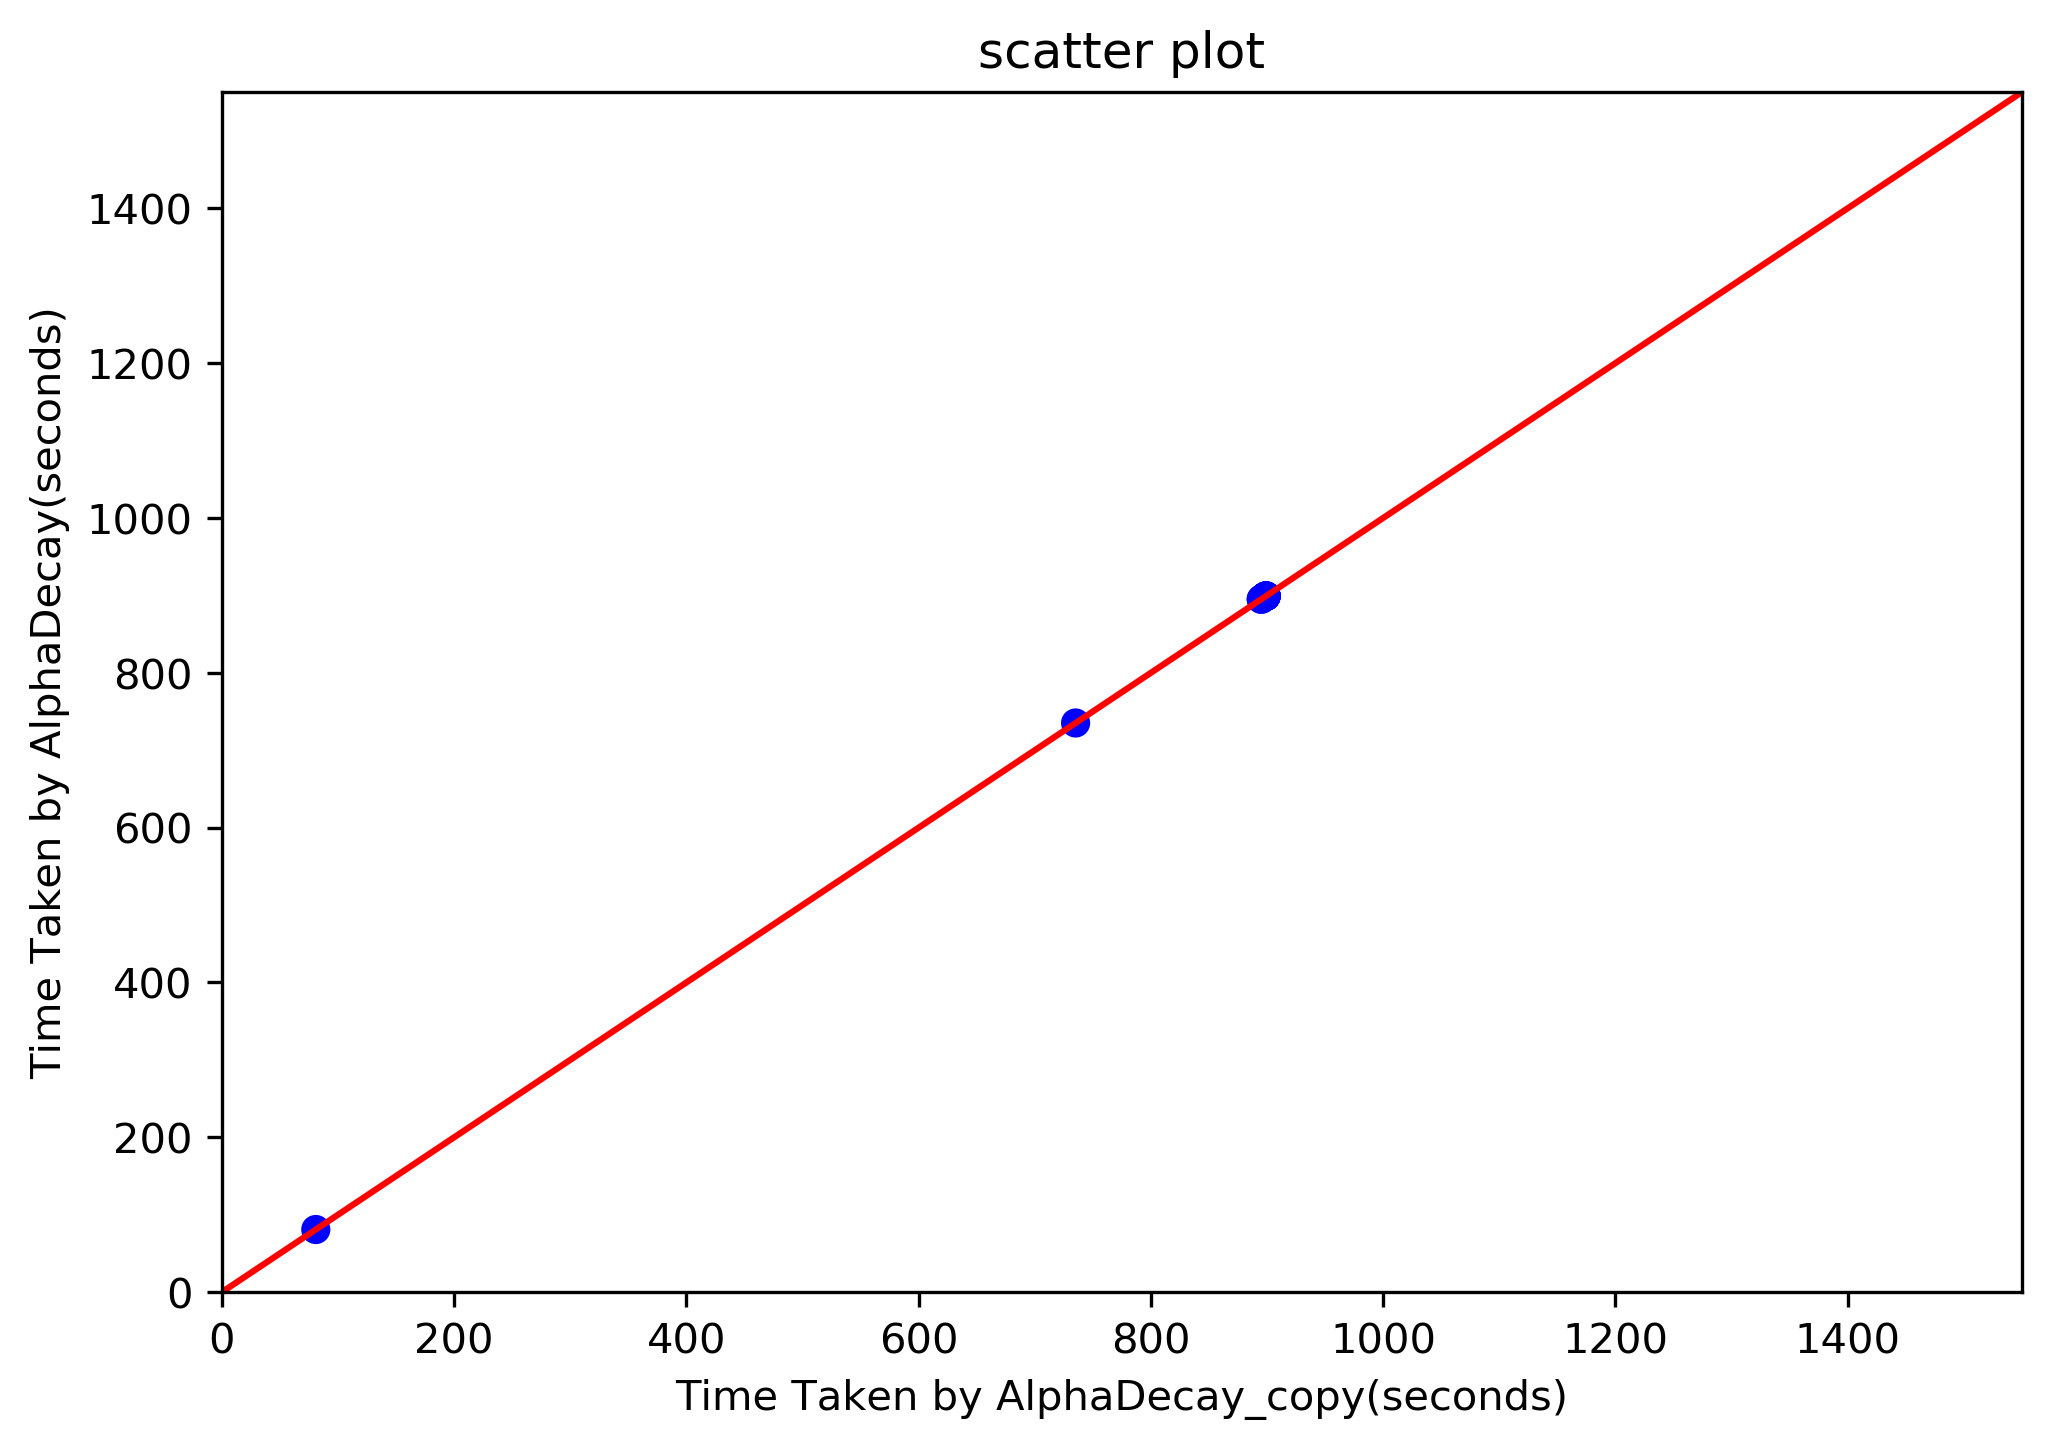 scatter plot
Time Taken by AlphaDecay(seconds)
1400
1200
1000
800
600
400
200
0
0 200 400 600 800 1000 1200 1400
Time Taken by AlphaDecay_copy(seconds)